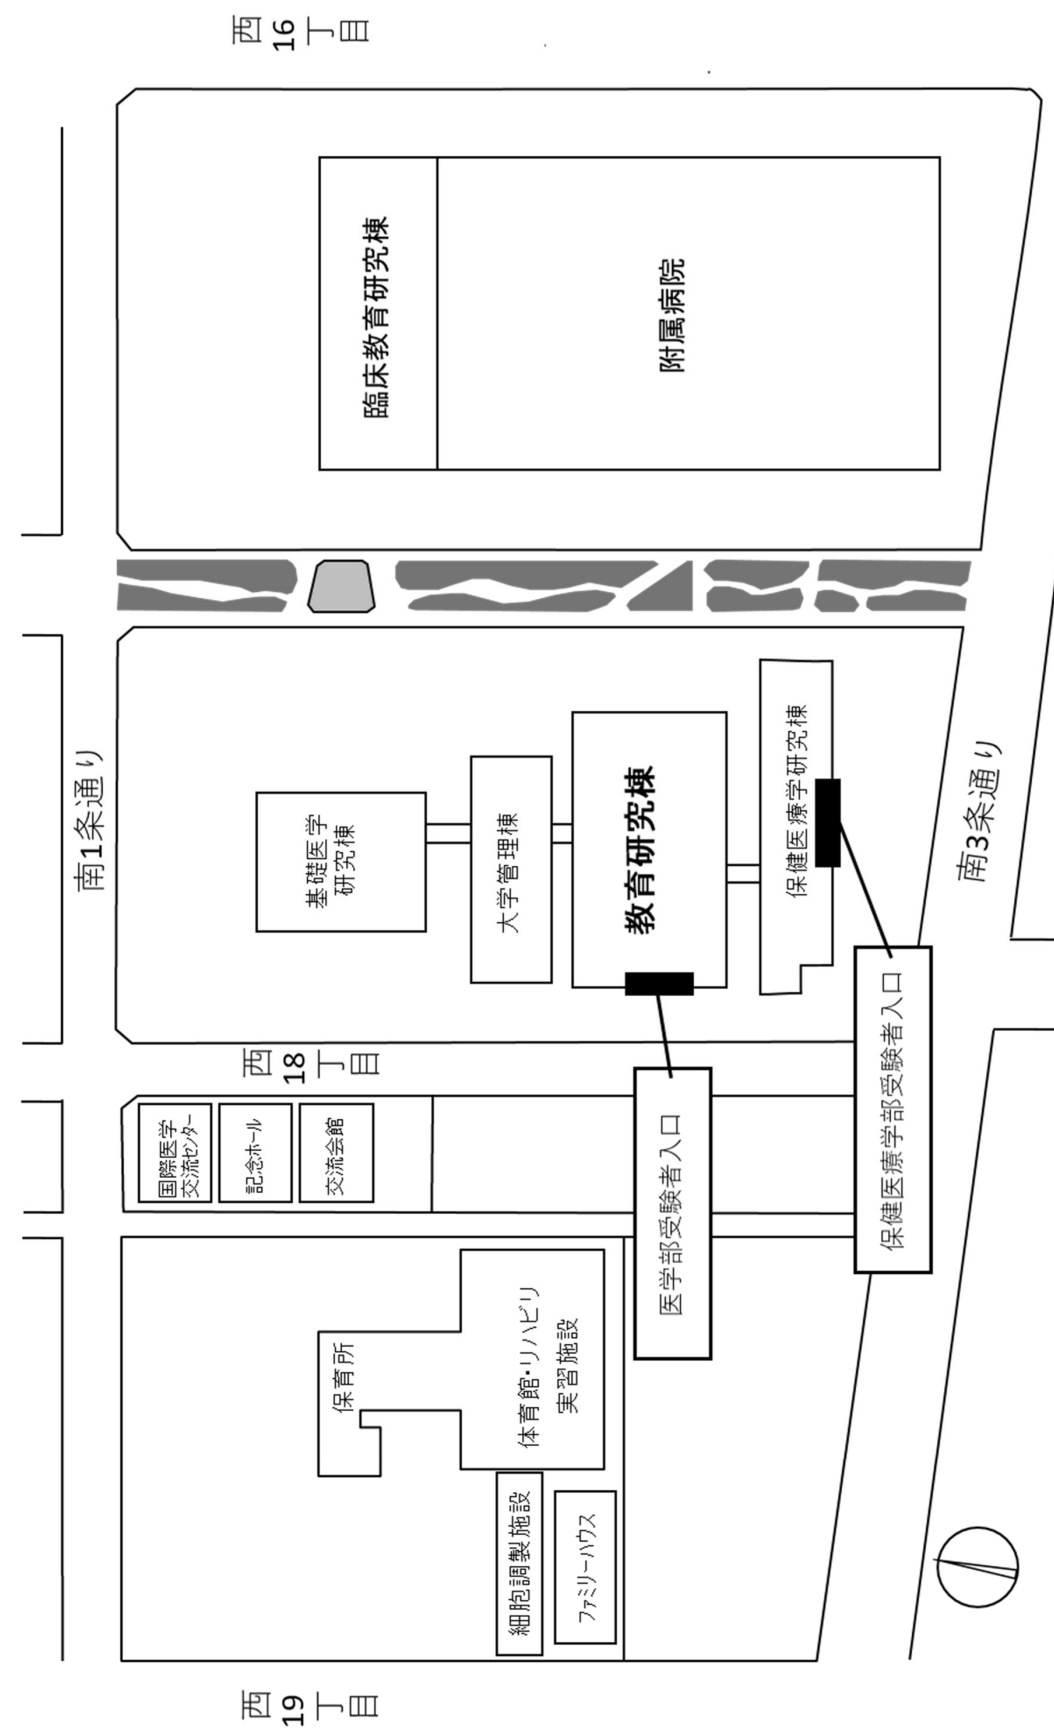 西
19
丁
目
西
18
丁
目
西
16
丁
目
南1条通り
国際医学
交流センター
記念ホール
交流会館
保育所
体育館・リハビリ
実習施設
細胞調製施設
ファミリーハウス
基礎医学
研究棟
大学管理棟
教育研究棟
保健医療学研究棟
臨床教育研究棟
附属病院
医学部受験者入口
保健医療学部受験者入口
南3条通り